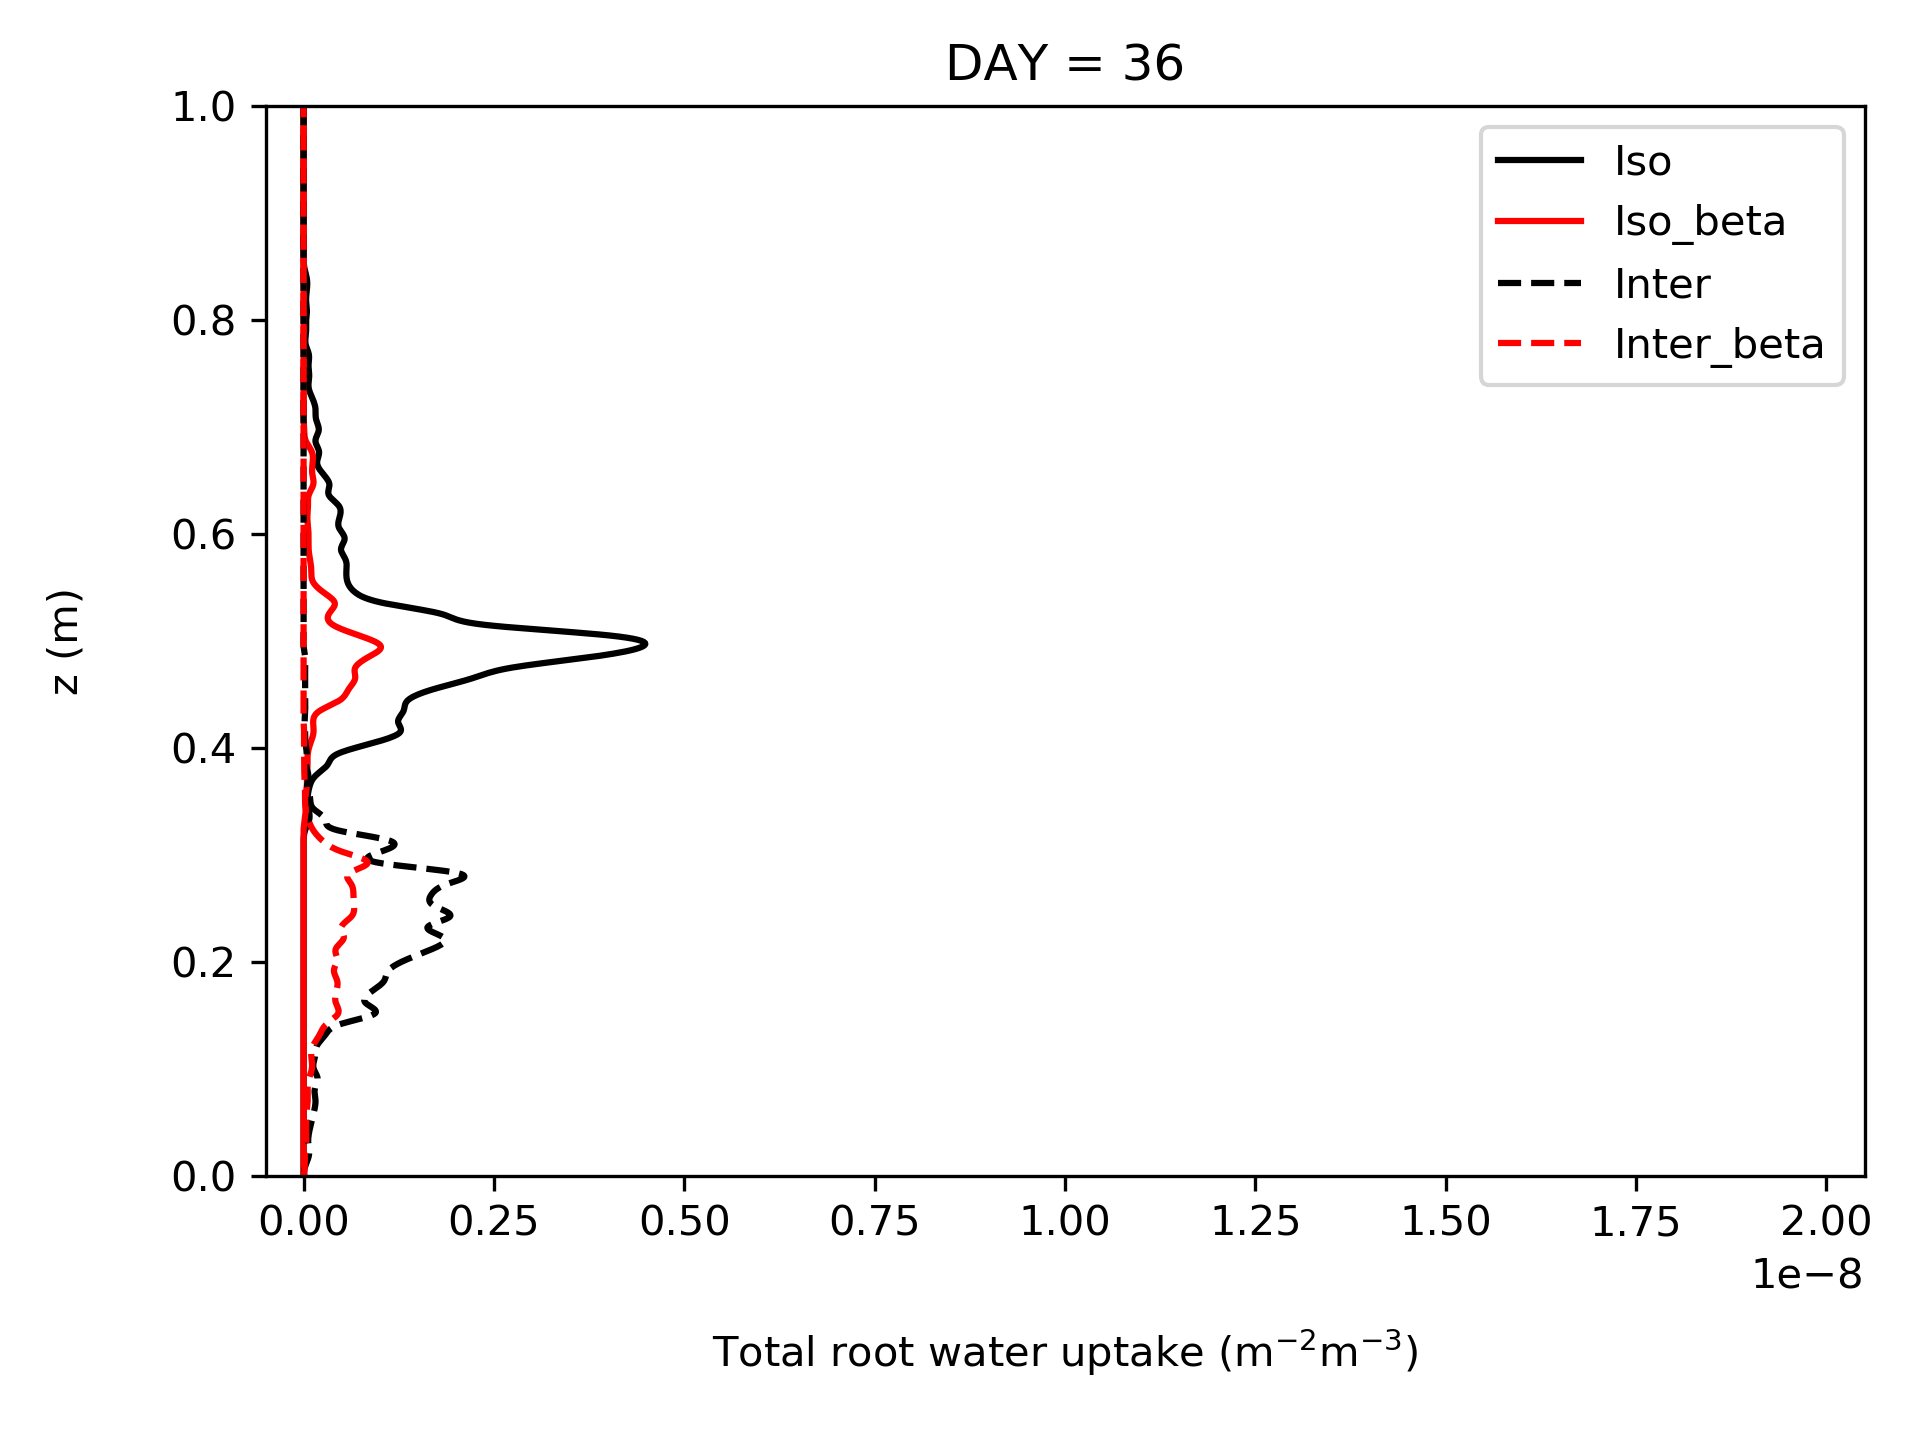 DAY = 36
1.0
0.8
0.6
0.4
0.2
0.0
z (m)
Iso
Iso_beta
Inter
Inter_beta
0.00 0.25 0.50 0.75 1.00 1.25 1.50 1.75 2.00
1e−8
Total root water uptake (m⁻²m⁻³)